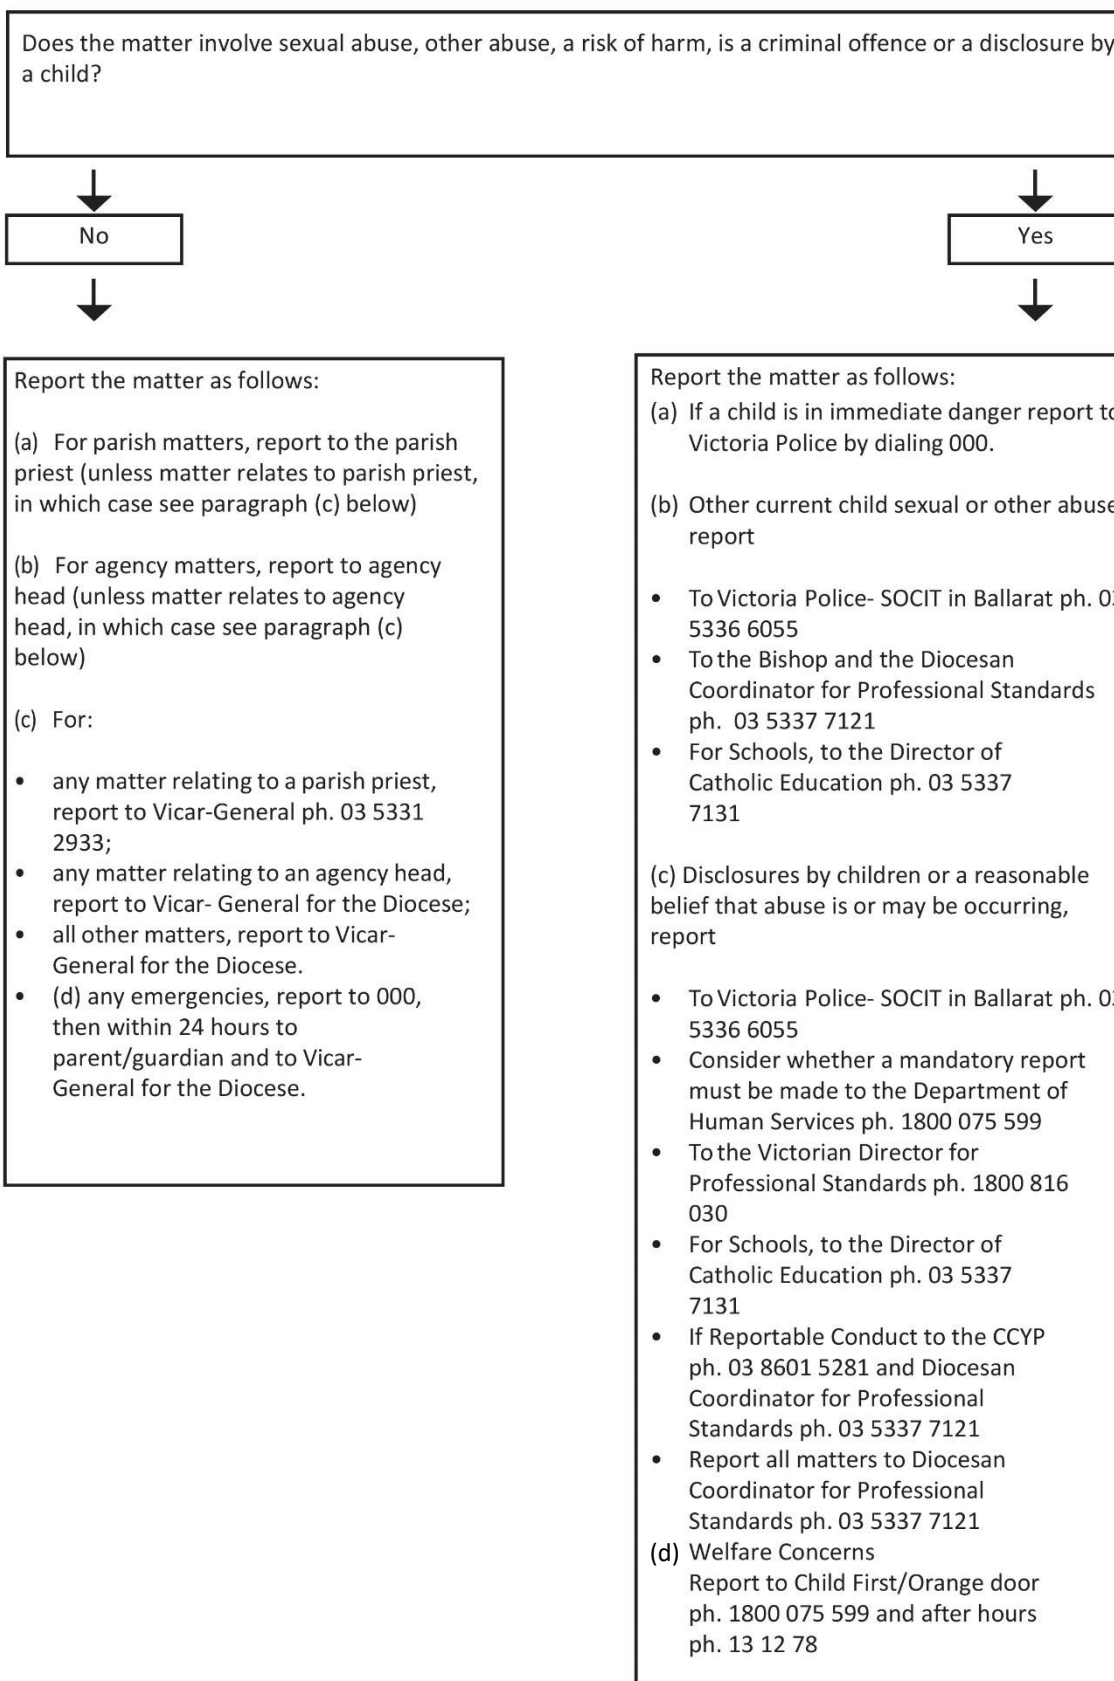 Does the matter involve sexual abuse, other abuse, a risk of harm, is a criminal offence or a disclosure by
a child?
No
Yes
Report the matter as follows:
(a) For parish matters, report to the parish
priest (unless matter relates to parish priest,
in which case see paragraph (c) below)
(b) For agency matters, report to agency
head (unless matter relates to agency
head, in which case see paragraph (c)
below)
(c) For:
• any matter relating to a parish priest,
report to Vicar-General ph. 03 5331
2933;
• any matter relating to an agency head,
report to Vicar- General for the Diocese;
• all other matters, report to Vicar-
General for the Diocese.
• (d) any emergencies, report to 000,
then within 24 hours to
parent/guardian and to Vicar-
General for the Diocese.
Report the matter as follows:
(a) If a child is in immediate danger report to
Victoria Police by dialing 000.
(b) Other current child sexual or other abuse
report
• To Victoria Police- SOCIT in Ballarat ph. 03
5336 6055
• To the Bishop and the Diocesan
Coordinator for Professional Standards
ph. 03 5337 7121
• For Schools, to the Director of
Catholic Education ph. 03 5337
7131
(c) Disclosures by children or a reasonable
belief that abuse is or may be occurring,
report
• To Victoria Police- SOCIT in Ballarat ph. 03
5336 6055
• Consider whether a mandatory report
must be made to the Department of
Human Services ph. 1800 075 599
• To the Victorian Director for
Professional Standards ph. 1800 816
030
• For Schools, to the Director of
Catholic Education ph. 03 5337
7131
• If Reportable Conduct to the CCYP
ph. 03 8601 5281 and Diocesan
Coordinator for Professional
Standards ph. 03 5337 7121
• Report all matters to Diocesan
Coordinator for Professional
Standards ph. 03 5337 7121
(d) Welfare Concerns
Report to Child First/Orange door
ph. 1800 075 599 and after hours
ph. 13 12 78